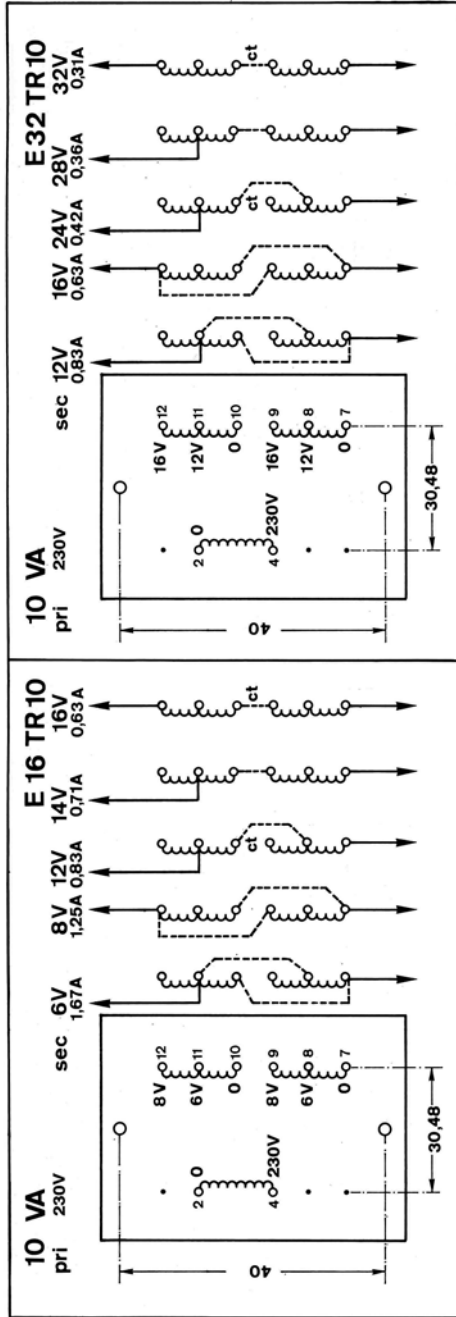 10 VA
E16 TR10
pri 230V
sec
6V 8V 12V 14V 16V
1,67A 1,25A 0,83A 0,71A 0,63A
ct
ct
2 0
4 230V
8V 12
6V 11
0 10
8V 9
6V 8
0 7
40
30,48
10 VA
E32 TR10
pri 230V
sec
12V 16V 24V 28V 32V
0,83A 0,63A 0,42A 0,36A 0,31A
ct
ct
2 0
4 230V
16V 12
12V 11
0 10
16V 9
12V 8
0 7
40
30,48